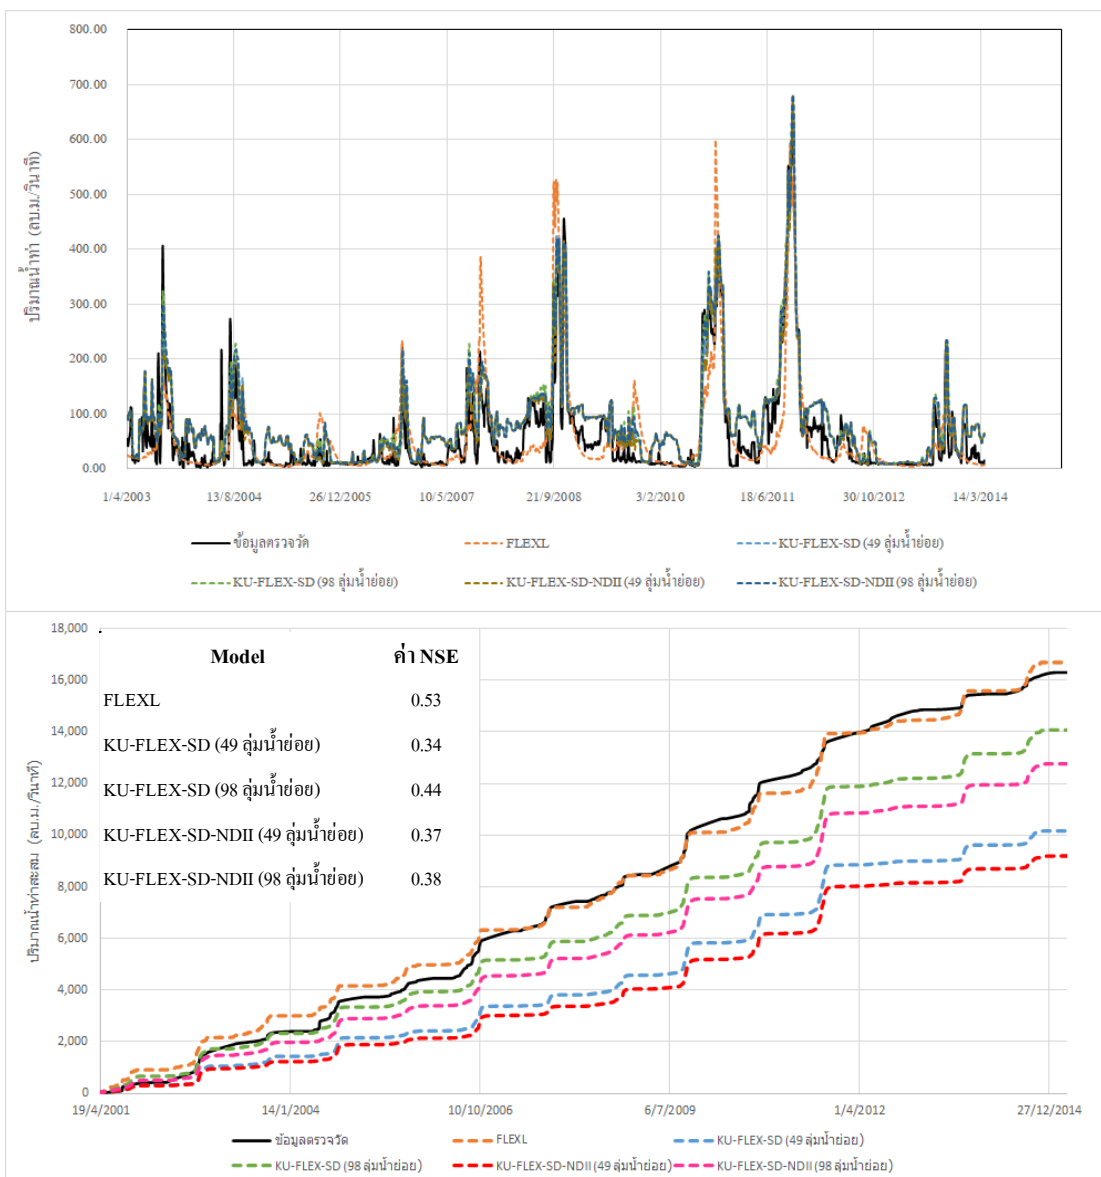 800.00
700.00
600.00
500.00
400.00
300.00
200.00
100.00
0.00
ปริมาณน้ำท่า (ลบ.ม./วินาที)
1/4/2003 13/8/2004 26/12/2005 10/5/2007 21/9/2008 3/2/2010 18/6/2011 30/10/2012 14/3/2014
ข้อมูลตรวจวัด FLEXL KU-FLEX-SD (49 ลุ่มน้ำย่อย)
KU-FLEX-SD (98 ลุ่มน้ำย่อย) KU-FLEX-SD-NDII (49 ลุ่มน้ำย่อย) KU-FLEX-SD-NDII (98 ลุ่มน้ำย่อย)
18,000
16,000
14,000
12,000
10,000
8,000
6,000
4,000
2,000
0
ปริมาณน้ำท่าสะสม (ลบ.ม./วินาที)
Model ค่า NSE
FLEXL 0.53
KU-FLEX-SD (49 ลุ่มน้ำย่อย) 0.34
KU-FLEX-SD (98 ลุ่มน้ำย่อย) 0.44
KU-FLEX-SD-NDII (49 ลุ่มน้ำย่อย) 0.37
KU-FLEX-SD-NDII (98 ลุ่มน้ำย่อย) 0.38
19/4/2001 14/1/2004 10/10/2006 6/7/2009 1/4/2012 27/12/2014
ข้อมูลตรวจวัด FLEXL KU-FLEX-SD (49 ลุ่มน้ำย่อย)
KU-FLEX-SD (98 ลุ่มน้ำย่อย) KU-FLEX-SD-NDII (49 ลุ่มน้ำย่อย) KU-FLEX-SD-NDII (98 ลุ่มน้ำย่อย)